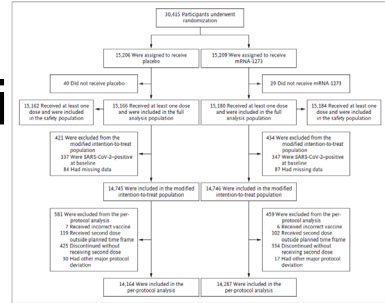 30,415 Participants underwent
randomization
15,206 Were assigned to receive
placebo
15,209 Were assigned to receive
mRNA-1273
40 Did not receive placebo
29 Did not receive mRNA-1273
15,162 Received at least one
dose and were included
in the safety population
15,166 Received at least one dose
and were included in the full
analysis population
15,180 Received at least one dose
and were included in the full
analysis population
15,184 Received at least one
dose and were included
in the safety population
421 Were excluded from the
modified intention-to-treat
population
337 Were SARS-CoV-2–positive
at baseline
84 Had missing data
434 Were excluded from the
modified intention-to-treat
population
347 Were SARS-CoV-2–positive
at baseline
87 Had missing data
14,745 Were included in the modified
intention-to-treat population
14,746 Were included in the modified
intention-to-treat population
581 Were excluded from the per-
protocol analysis
7 Received incorrect vaccine
119 Received second dose
outside planned time frame
425 Discontinued without
receiving second dose
30 Had other major protocol
deviation
459 Were excluded from the per-
protocol analysis
6 Received incorrect vaccine
102 Received second dose
outside planned time frame
334 Discontinued without
receiving second dose
17 Had other major protocol
deviation
14,164 Were included in the
per-protocol analysis
14,287 Were included in the
per-protocol analysis